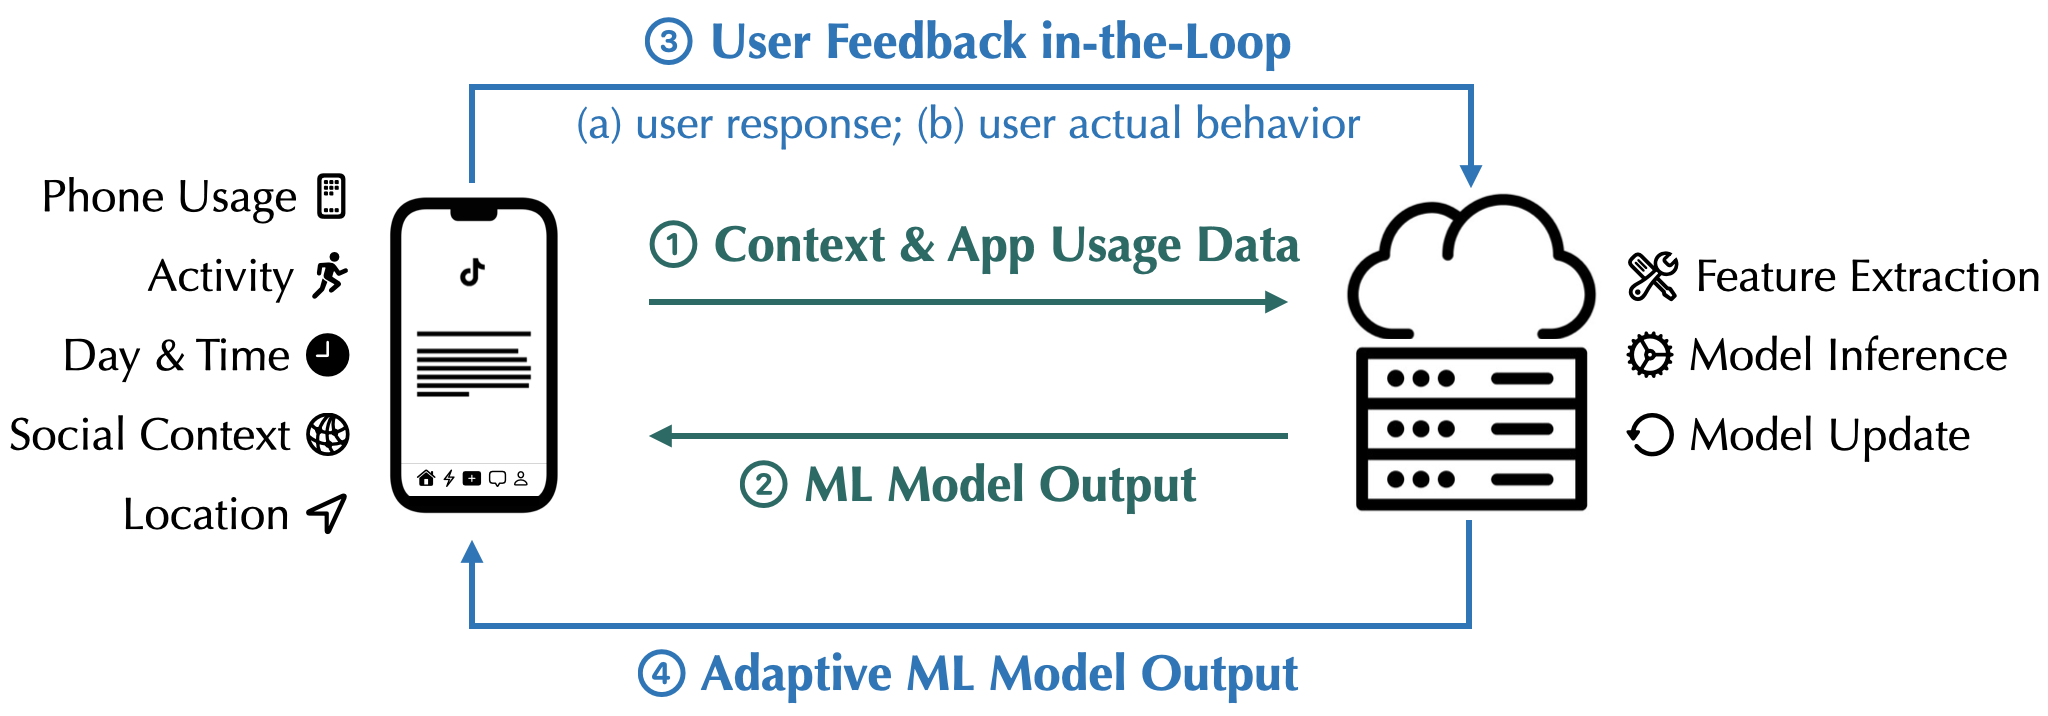 ③ User Feedback in-the-Loop
(a) user response; (b) user actual behavior
Phone Usage
Activity
Day & Time
Social Context
Location
① Context & App Usage Data
② ML Model Output
Feature Extraction
Model Inference
Model Update
④ Adaptive ML Model Output